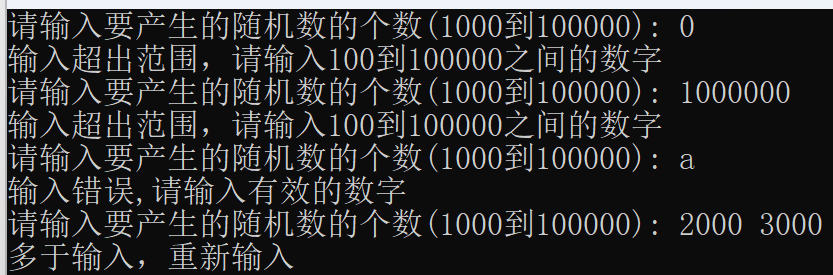 请输入要产生的随机数的个数(1000到100000): 0
输入超出范围，请输入100到100000之间的数字
请输入要产生的随机数的个数(1000到100000): 1000000
输入超出范围，请输入100到100000之间的数字
请输入要产生的随机数的个数(1000到100000): a
输入错误,请输入有效的数字
请输入要产生的随机数的个数(1000到100000): 2000 3000
多于输入，重新输入